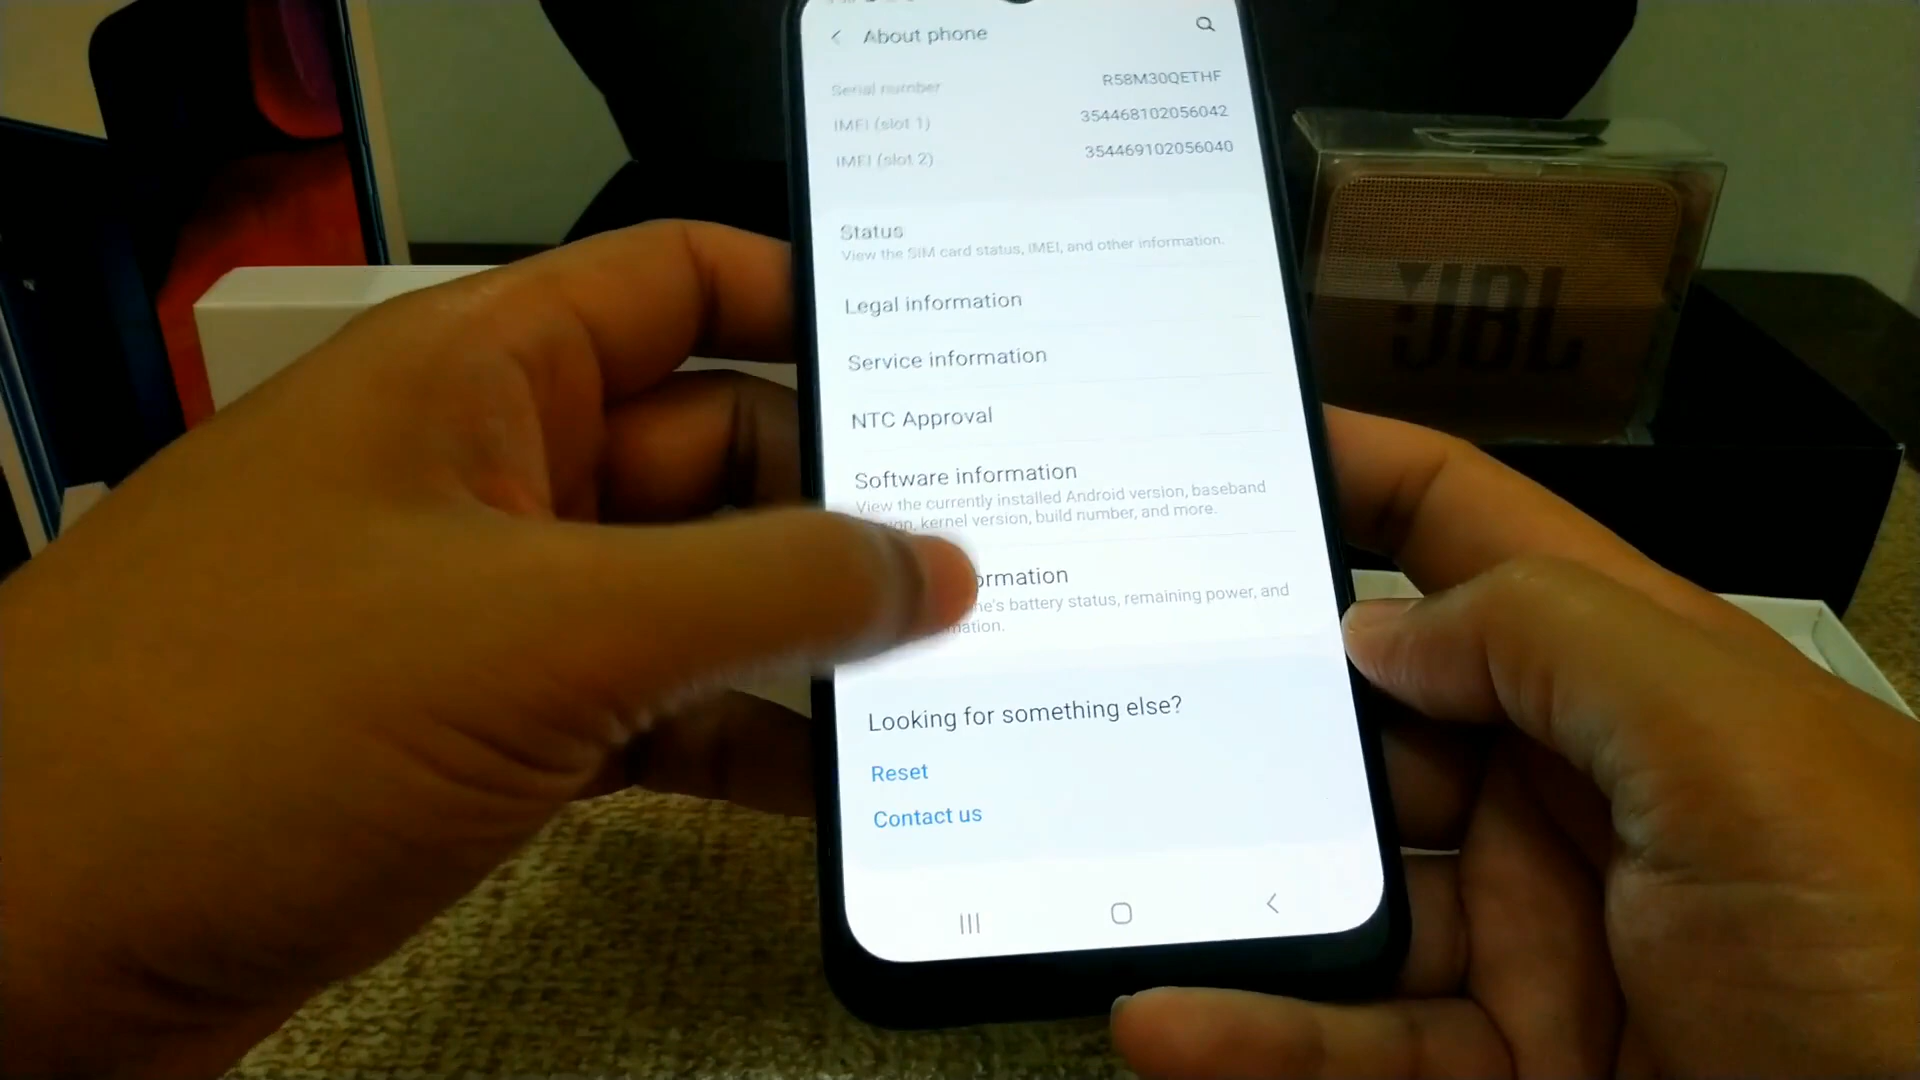 About phone
Serial number R58M30QETHF
IMEI (slot 1) 354468102056042
IMEI (slot 2) 354469102056040
Status
View the SIM card status, IMEI, and other information.
Legal information
Service information
NTC Approval
Software information
View the currently installed Android version, baseband
kernel version, build number, and more.
ormation
ne's battery status, remaining power, and
mation.
Looking for something else?
Reset
Contact us
JBL